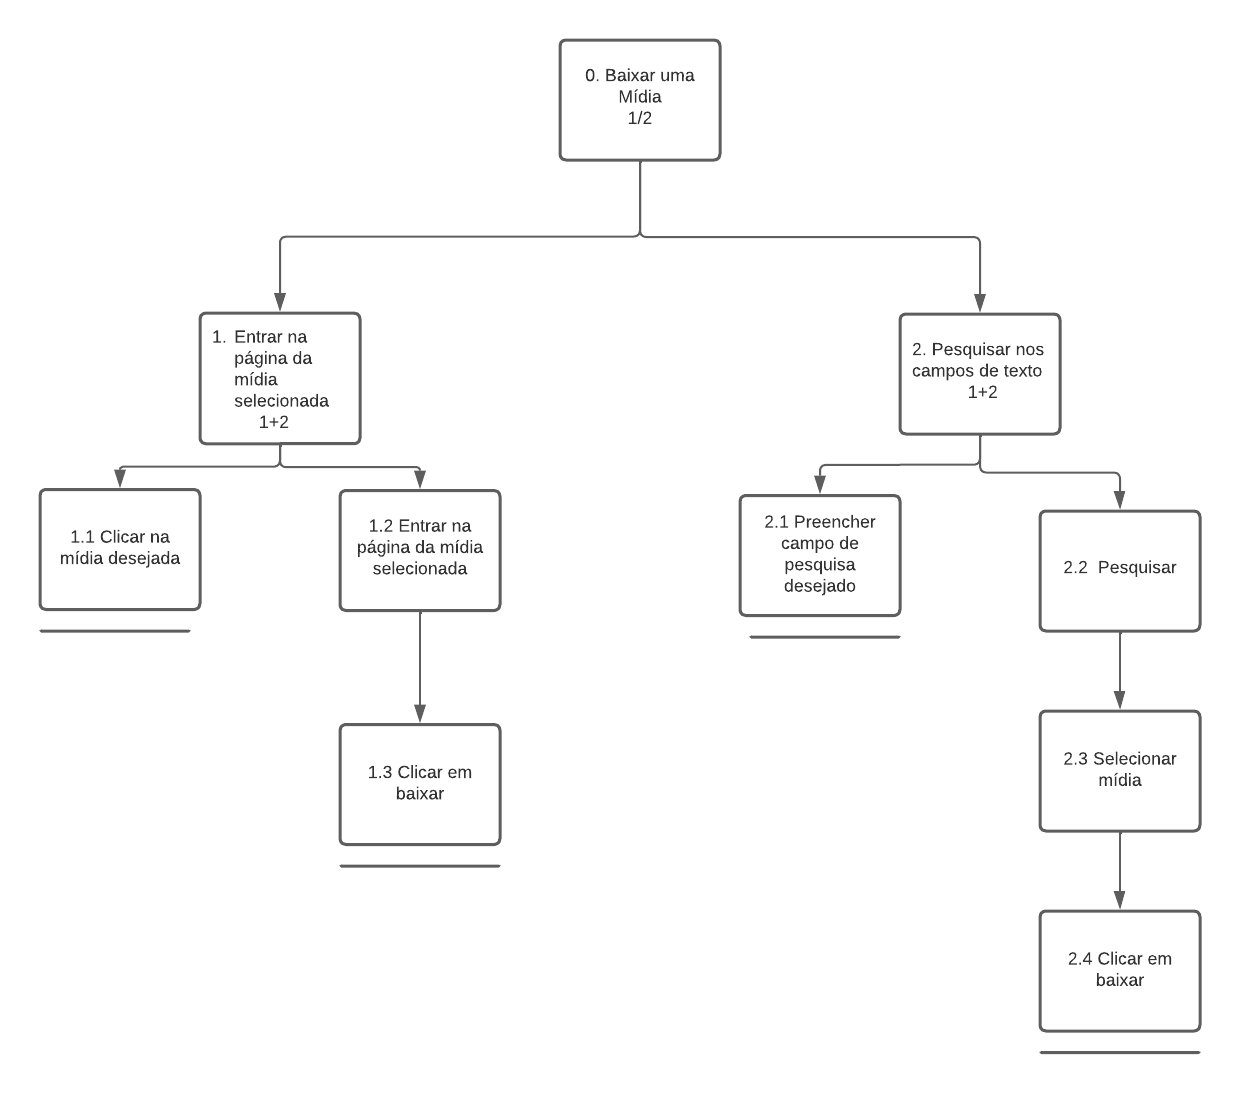 0. Baixar uma
Mídia
1/2
1. Entrar na
página da
mídia
selecionada
1+2
2. Pesquisar nos
campos de texto
1+2
1.1 Clicar na
mídia desejada
1.2 Entrar na
página da mídia
selecionada
2.1 Preencher
campo de
pesquisa
desejado
2.2 Pesquisar
1.3 Clicar em
baixar
2.3 Selecionar
mídia
2.4 Clicar em
baixar